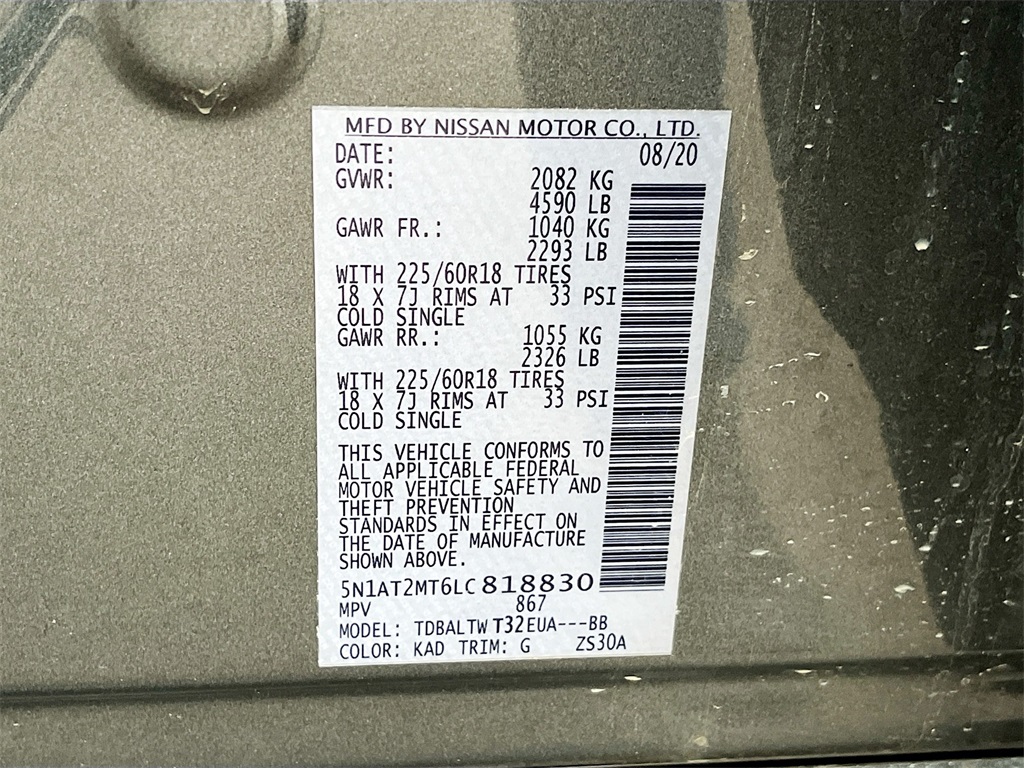 MFD BY NISSAN MOTOR CO., LTD.
DATE: 08/20
GVWR: 2082 KG
4590 LB
GAWR FR.: 1040 KG
2293 LB
WITH 225/60R18 TIRES
18 X 7J RIMS AT 33 PSI
COLD SINGLE
GAWR RR.: 1055 KG
2326 LB
WITH 225/60R18 TIRES
18 X 7J RIMS AT 33 PSI
COLD SINGLE
THIS VEHICLE CONFORMS TO
ALL APPLICABLE FEDERAL
MOTOR VEHICLE SAFETY AND
THEFT PREVENTION
STANDARDS IN EFFECT ON
THE DATE OF MANUFACTURE
SHOWN ABOVE.
5N1AT2MT6LC818830
MPV 867
MODEL: TDBALTW T32EUA---BB
COLOR: KAD TRIM: G ZS30A